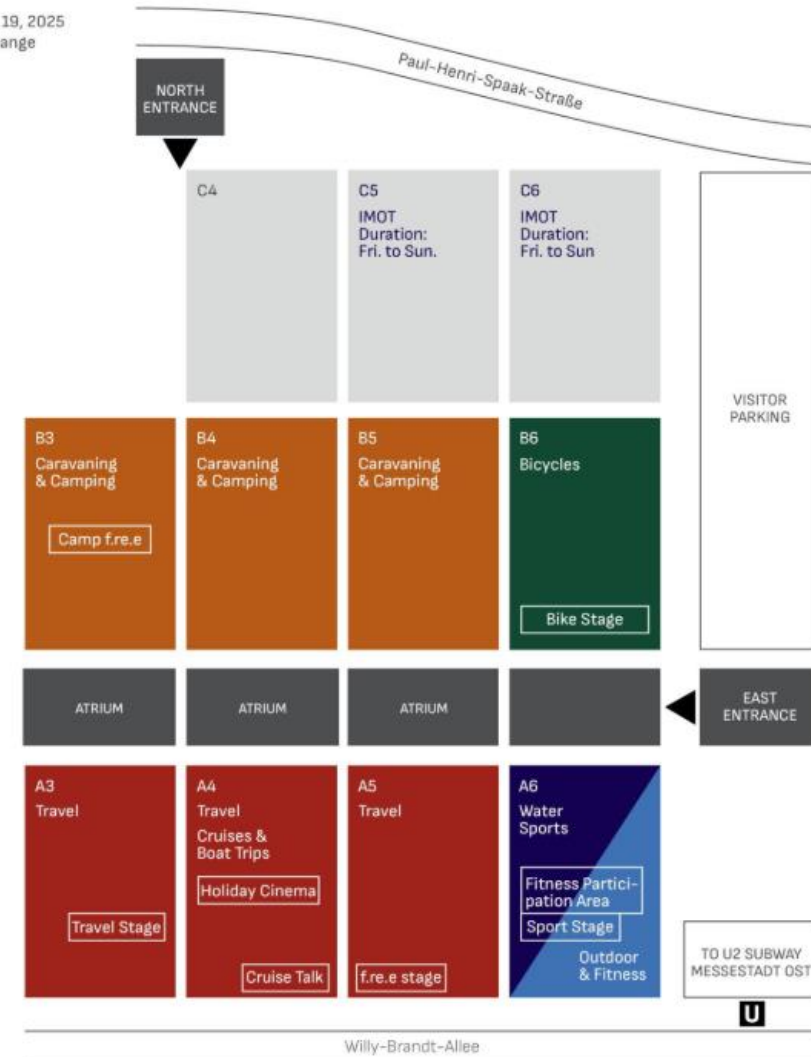 19, 2025
ange
Paul-Henri-Spaak-Straße
NORTH
ENTRANCE
C4
C5
IMOT
Duration:
Fri. to Sun.
C6
IMOT
Duration:
Fri. to Sun
VISITOR
PARKING
B3
Caravaning
& Camping
Camp f.re.e
B4
Caravaning
& Camping
B5
Caravaning
& Camping
B6
Bicycles
Bike Stage
ATRIUM
ATRIUM
ATRIUM
EAST
ENTRANCE
A3
Travel
Travel Stage
A4
Travel
Cruises &
Boat Trips
Holiday Cinema
Cruise Talk
A5
Travel
f.re.e stage
A6
Water
Sports
Fitness Partici-
pation Area
Sport Stage
Outdoor
& Fitness
TO U2 SUBWAY
MESSESTADT OST
U
Willy-Brandt-Allee